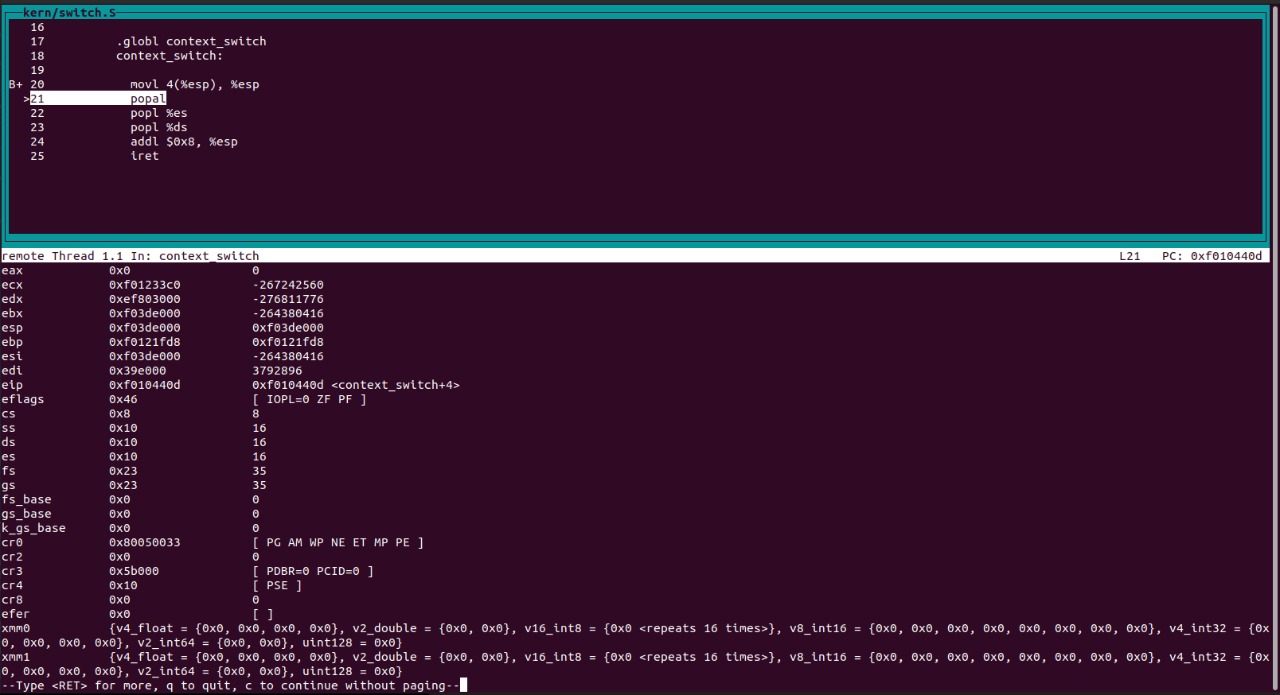 kern/switch.S
16
17 .globl context_switch
18 context_switch:
19
B+ 20 movl 4(%esp), %esp
>21 popal
22 popl %es
23 popl %ds
24 addl $0x8, %esp
25 iret
remote Thread 1.1 In: context_switch L21 PC: 0xf010440d
eax 0x0 0
ecx 0xf01233c0 -267242560
edx 0xef803000 -276811776
ebx 0xf03de000 -264380416
esp 0xf03de000 0xf03de000
ebp 0xf0121fd8 0xf0121fd8
esi 0xf03de000 -264380416
edi 0x39e000 3792896
eip 0xf010440d 0xf010440d <context_switch+4>
eflags 0x46 [ IOPL=0 ZF PF ]
cs 0x8 8
ss 0x10 16
ds 0x10 16
es 0x10 16
fs 0x23 35
gs 0x23 35
fs_base 0x0 0
gs_base 0x0 0
k_gs_base 0x0 0
cr0 0x80050033 [ PG AM WP NE ET MP PE ]
cr2 0x0 0
cr3 0x5b000 [ PDBR=0 PCID=0 ]
cr4 0x10 [ PSE ]
cr8 0x0 0
efer 0x0 [ ]
xmm0 {v4_float = {0x0, 0x0, 0x0, 0x0}, v2_double = {0x0, 0x0}, v16_int8 = {0x0 <repeats 16 times>}, v8_int16 = {0x0, 0x0, 0x0, 0x0, 0x0, 0x0, 0x0, 0x0}, v4_int32 = {0x
0, 0x0, 0x0, 0x0}, v2_int64 = {0x0, 0x0}, uint128 = 0x0}
xmm1 {v4_float = {0x0, 0x0, 0x0, 0x0}, v2_double = {0x0, 0x0}, v16_int8 = {0x0 <repeats 16 times>}, v8_int16 = {0x0, 0x0, 0x0, 0x0, 0x0, 0x0, 0x0, 0x0}, v4_int32 = {0x
0, 0x0, 0x0, 0x0}, v2_int64 = {0x0, 0x0}, uint128 = 0x0}
--Type <RET> for more, q to quit, c to continue without paging--